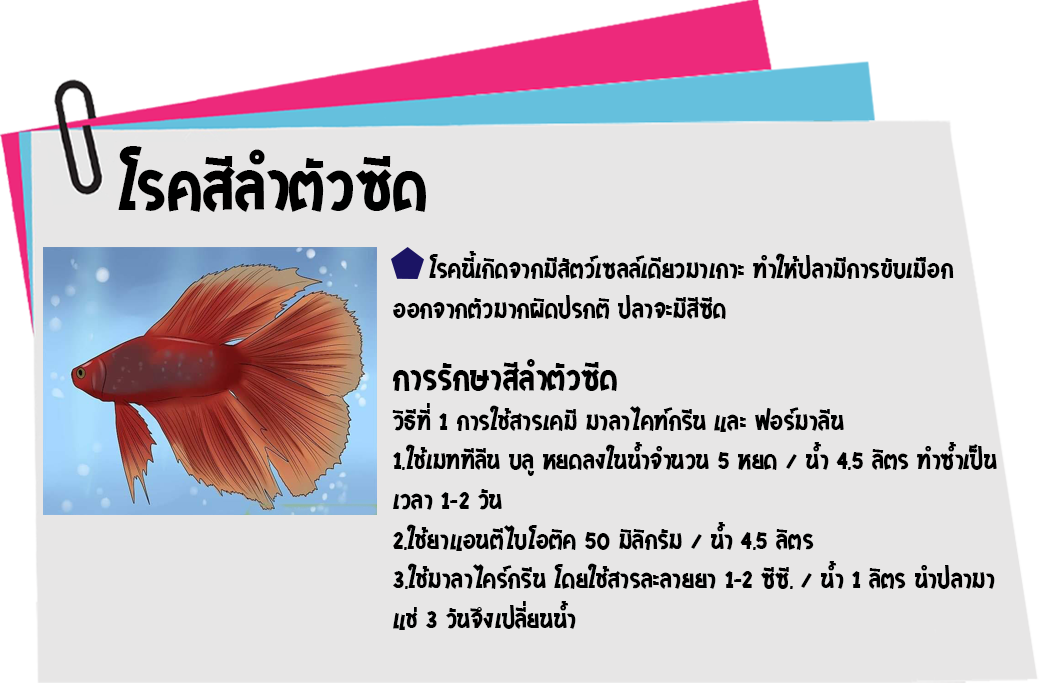 โรคสีลำตัวซีด
โรคนี้เกิดจากมีสัตว์เซลล์เดียวมาเกาะ ทำให้ปลามีการขับเมือก
ออกจากตัวมากผิดปรกติ ปลาจะมีสีซีด
การรักษาสีลำตัวซีด
วิธีที่ 1 การใช้สารเคมี มาลาไคท์กรีน และ ฟอร์มาลีน
1.ใช้เมททีลีน บลู หยดลงในน้ำจำนวน 5 หยด / น้ำ 4.5 ลิตร ทำซ้ำเป็น
เวลา 1-2 วัน
2.ใช้ยาแอนตีไบโอติค 50 มิลิกรัม / น้ำ 4.5 ลิตร
3.ใช้มาลาไคร์กรีน โดยใช้สารละลายยา 1-2 ซีซี. / น้ำ 1 ลิตร นำปลามา
แช่ 3 วันจึงเปลี่ยนน้ำ